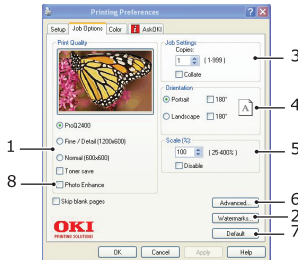 Printing Preferences
Setup Job Options Color AskOKI
Print Quality
ProQ2400
Fine / Detail (1200x600)
Normal (600x600)
Toner save
Photo Enhance
Skip blank pages
OKI
PRINTING SOLUTIONS
Job Settings
Copies:
1 (1-999)
Collate
Orientation
Portrait 180°
Landscape 180°
A
Scale (%):
100 (25-400%)
Disable
Advanced...
Watermarks...
Default
OK Cancel Apply Help
1
8
3
4
5
6
2
7